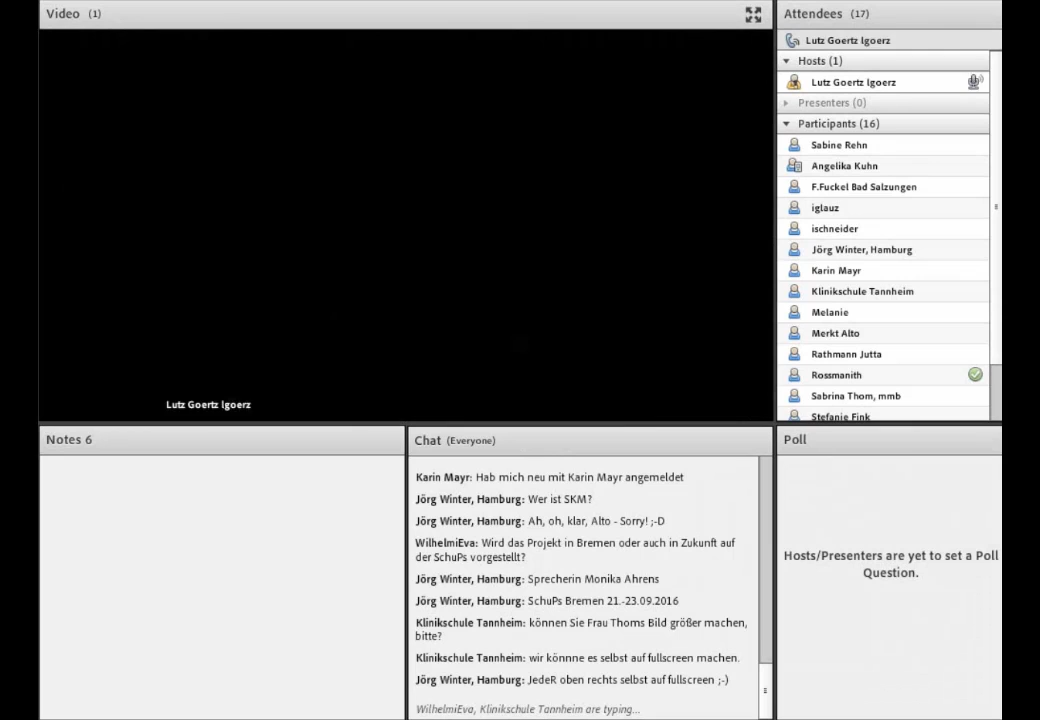 Video (1)
Lutz Goertz lgoerz
Attendees (17)
Lutz Goertz lgoerz
Hosts (1)
Lutz Goertz lgoerz
Presenters (0)
Participants (16)
Sabine Rehn
Angelika Kuhn
F.Fuckel Bad Salzungen
iglauz
ischneider
Jörg Winter, Hamburg
Karin Mayr
Klinikschule Tannheim
Melanie
Merkt Alto
Rathmann Jutta
Rossmanith
Sabrina Thom, mmb
Stefanie Fink
Notes 6
Chat (Everyone)
Karin Mayr: Hab mich neu mit Karin Mayr angemeldet
Jörg Winter, Hamburg: Wer ist SKM?
Jörg Winter, Hamburg: Ah, oh, klar, Alto - Sorry! ;-D
WilhelmiEva: Wird das Projekt in Bremen oder auch in Zukunft auf
der SchuPs vorgestellt?
Jörg Winter, Hamburg: Sprecherin Monika Ahrens
Jörg Winter, Hamburg: SchuPs Bremen 21.-23.09.2016
Klinikschule Tannheim: können Sie Frau Thoms Bild größer machen,
bitte?
Klinikschule Tannheim: wir könnne es selbst auf fullscreen machen.
Jörg Winter, Hamburg: JedeR oben rechts selbst auf fullscreen ;-)
WilhelmiEva, Klinikschule Tannheim are typing...
Poll
Hosts/Presenters are yet to set a Poll
Question.